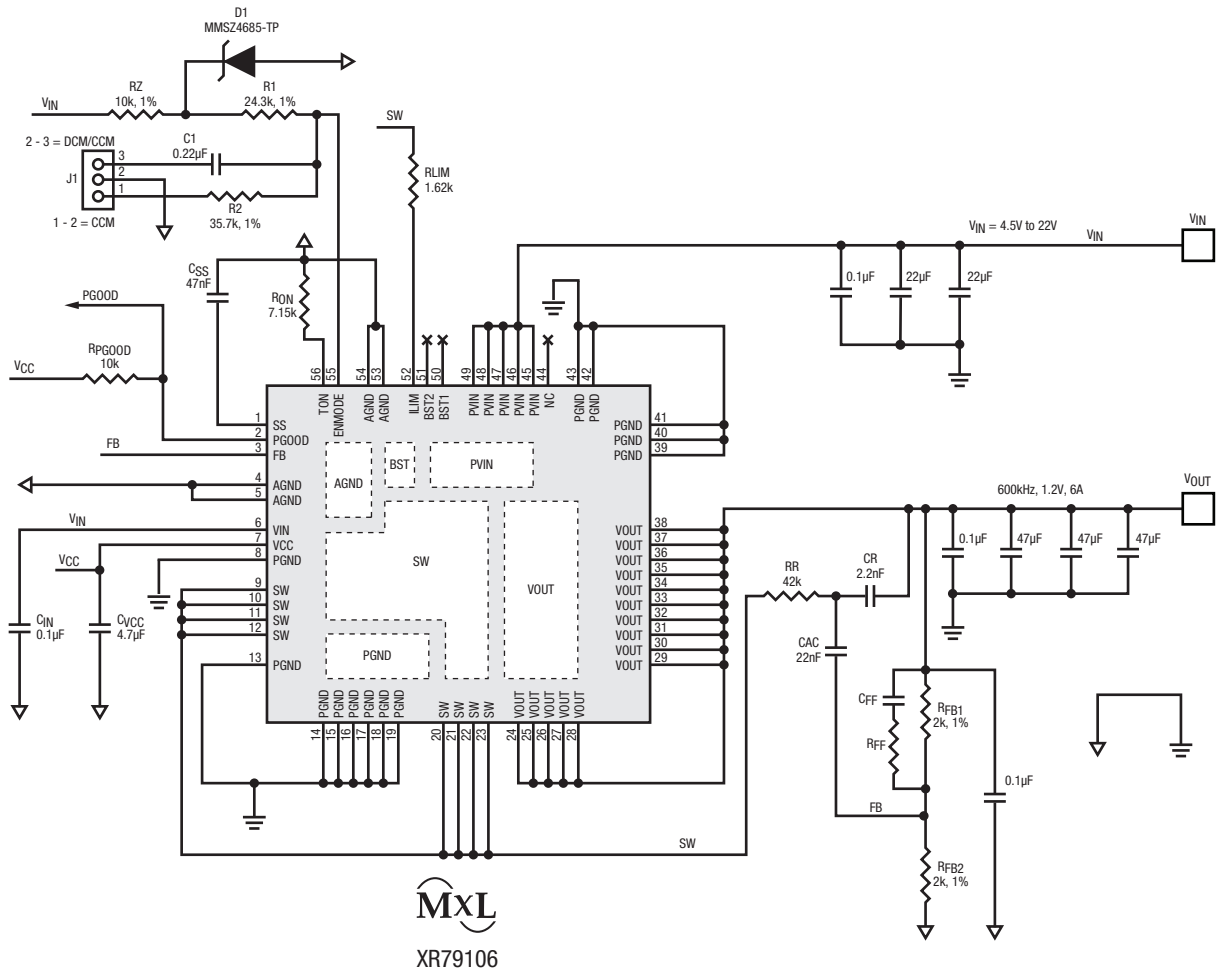 D1
MMSZ4685-TP
RZ
10k, 1%
R1
24.3k, 1%
VIN
2 - 3 = DCM/CCM
C1
0.22µF
3
2
1
J1
R2
35.7k, 1%
1 - 2 = CCM
SW
RLIM
1.62k
CSS
47nF
RON
7.15k
PGOOD
RPGOOD
10k
VCC
VIN = 4.5V to 22V
VIN
VIN
0.1µF
22µF
22µF
56
55
54
53
52
51
50
49
48
47
46
45
44
43
42
TON
ENMODE
AGND
AGND
ILIM
BST2
BST1
PVIN
PVIN
PVIN
PVIN
PVIN
NC
PGND
PGND
1 SS
2 PGOOD
FB
3 FB
4 AGND
5 AGND
VIN
6 VIN
7 VCC
VCC
8 PGND
9 SW
10 SW
11 SW
12 SW
13 PGND
CIN
0.1µF
CVCC
4.7µF
AGND
BST
PVIN
SW
VOUT
PGND
PGND 41
PGND 40
PGND 39
VOUT 38
VOUT 37
VOUT 36
VOUT 35
VOUT 34
VOUT 33
VOUT 32
VOUT 31
VOUT 30
VOUT 29
PGND
PGND
PGND
PGND
PGND
PGND
SW
SW
SW
SW
VOUT
VOUT
VOUT
VOUT
VOUT
14
15
16
17
18
19
20
21
22
23
24
25
26
27
28
VOUT
600kHz, 1.2V, 6A
0.1µF
47µF
47µF
47µF
RR
42k
CR
2.2nF
CAC
22nF
CFF
RFF
RFB1
2k, 1%
0.1µF
FB
RFB2
2k, 1%
SW
MXL
XR79106